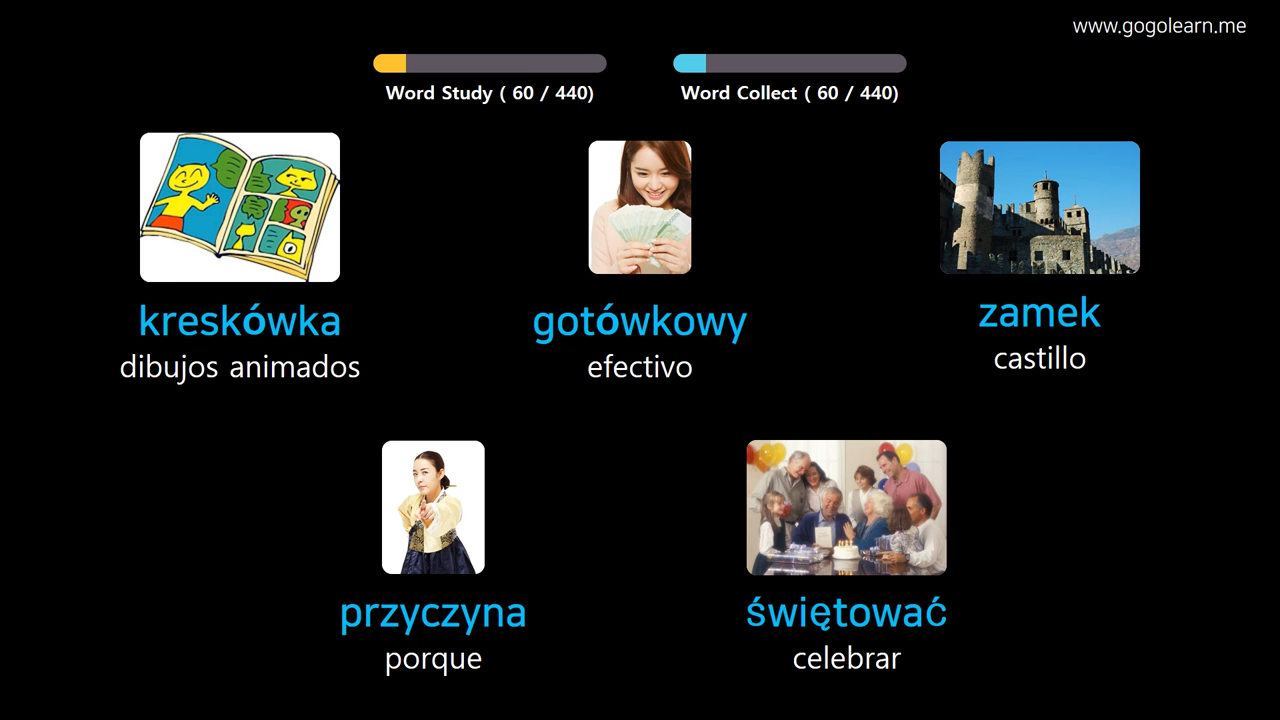 www.gogolearn.me
Word Study ( 60 / 440)
Word Collect ( 60 / 440)
kreskówka
dibujos animados
gotówkowy
efectivo
zamek
castillo
przyczyna
porque
świętować
celebrar